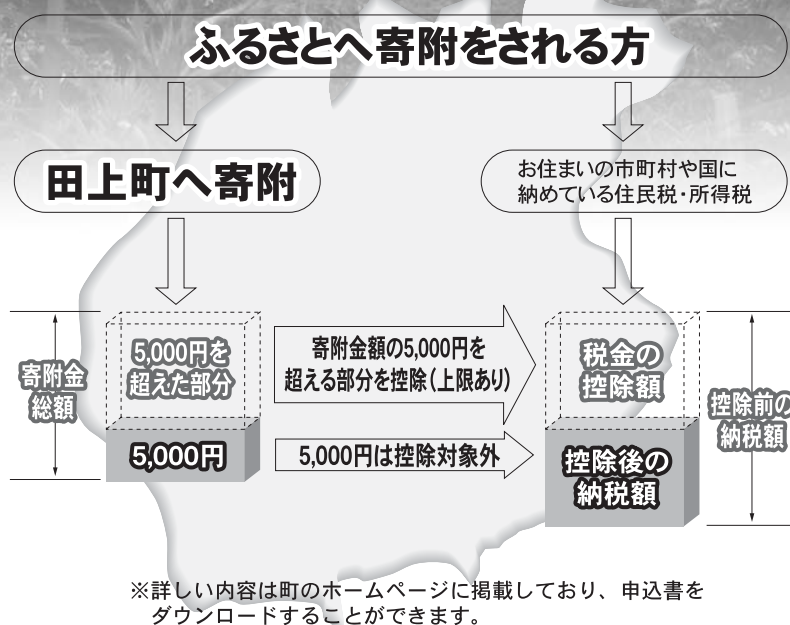 ふるさとへ寄附をされる方
田上町へ寄附
お住まいの市町村や国に
納めている住民税・所得税
寄附金
総額
5,000円を
超えた部分
5,000円
寄附金額の5,000円を
超える部分を控除（上限あり）
5,000円は控除対象外
税金の
控除額
控除後の
納税額
控除前の
納税額
※詳しい内容は町のホームページに掲載しており、申込書を
ダウンロードすることができます。